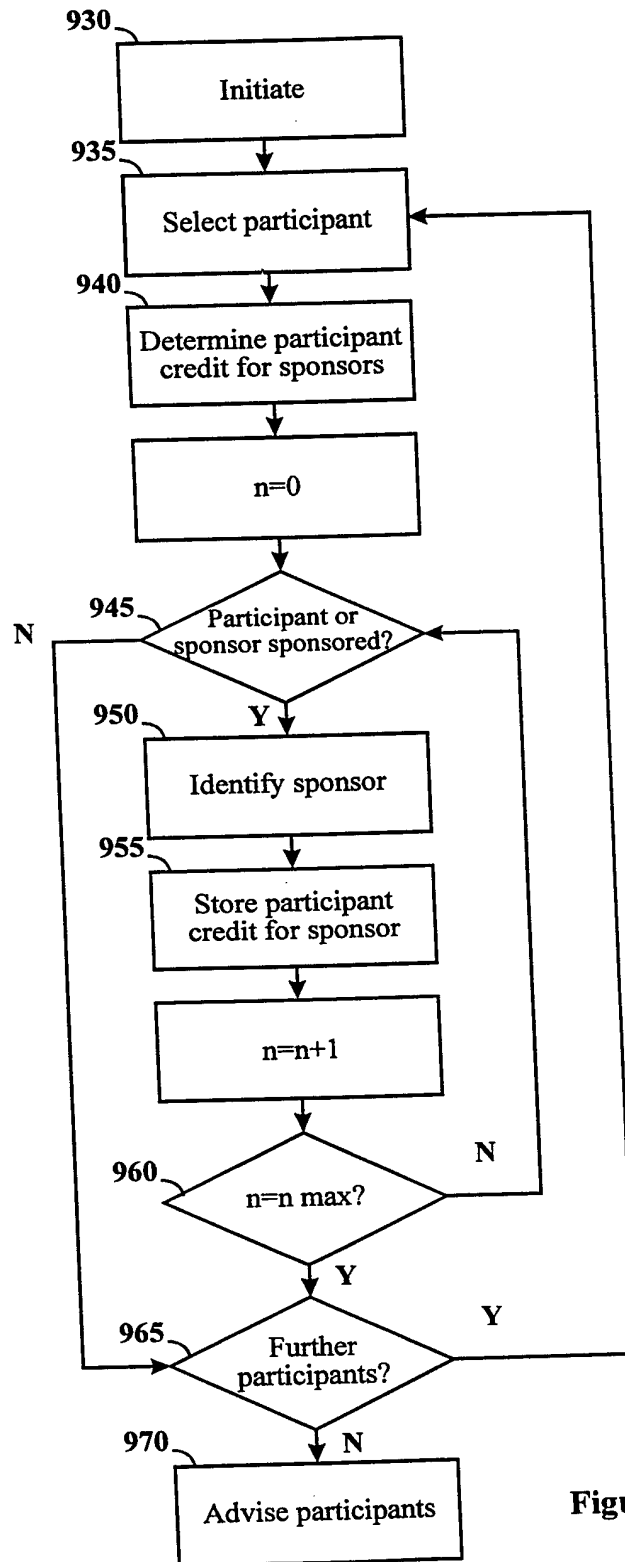 930
Initiate
935
Select participant
940
Determine participant
credit for sponsors
n=0
945
N
Participant or
sponsor sponsored?
Y
950
Identify sponsor
955
Store participant
credit for sponsor
n=n+1
960
N
n=n max?
Y
965
Y
Further
participants?
N
970
Advise participants